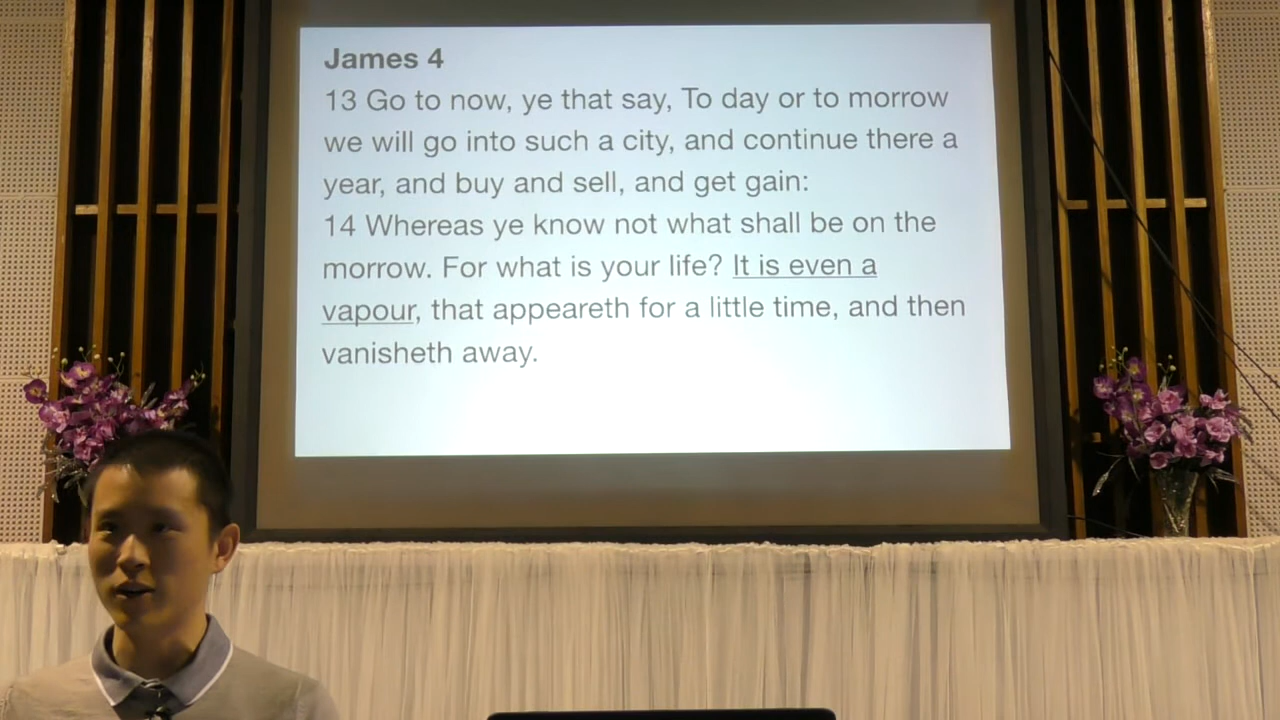 James 4
13 Go to now, ye that say, To day or to morrow
we will go into such a city, and continue there a
year, and buy and sell, and get gain:
14 Whereas ye know not what shall be on the
morrow. For what is your life? It is even a
vapour, that appeareth for a little time, and then
vanisheth away.